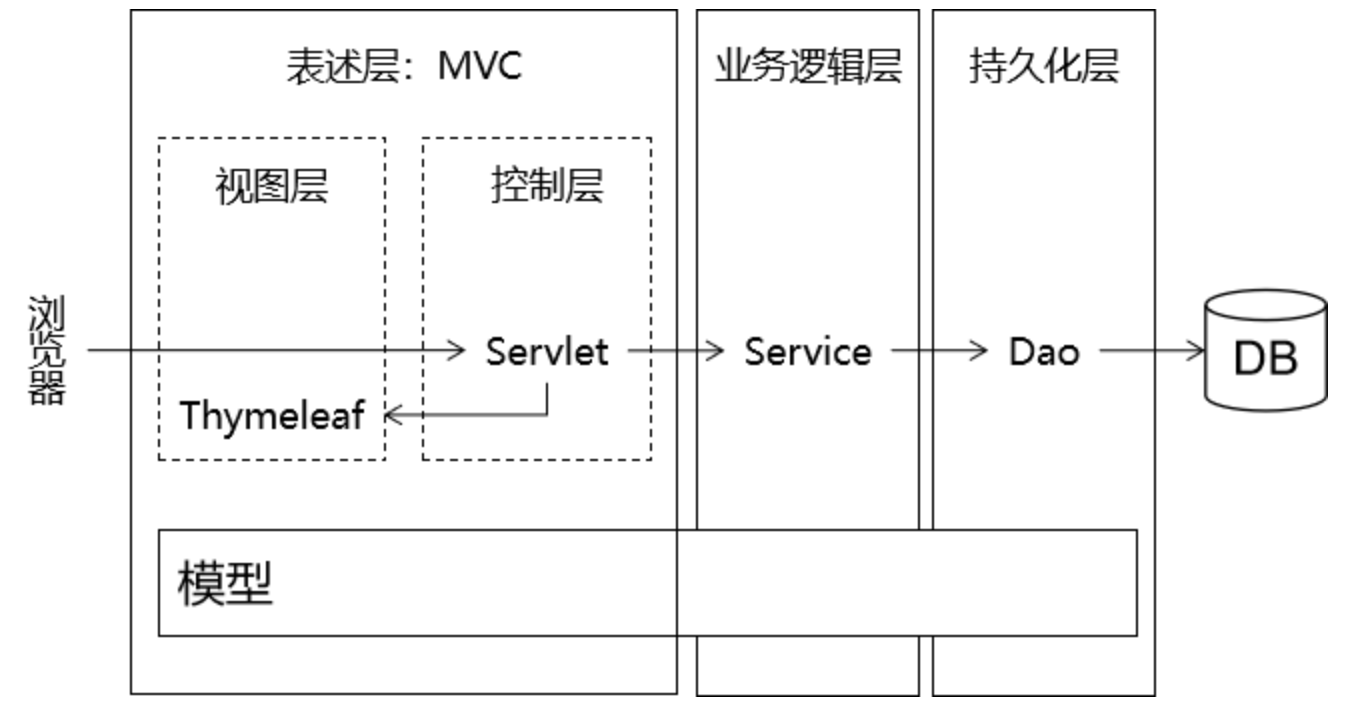 表述层：MVC
业务逻辑层
持久化层
视图层
控制层
浏览器
Servlet
Service
Dao
DB
Thymeleaf
模型